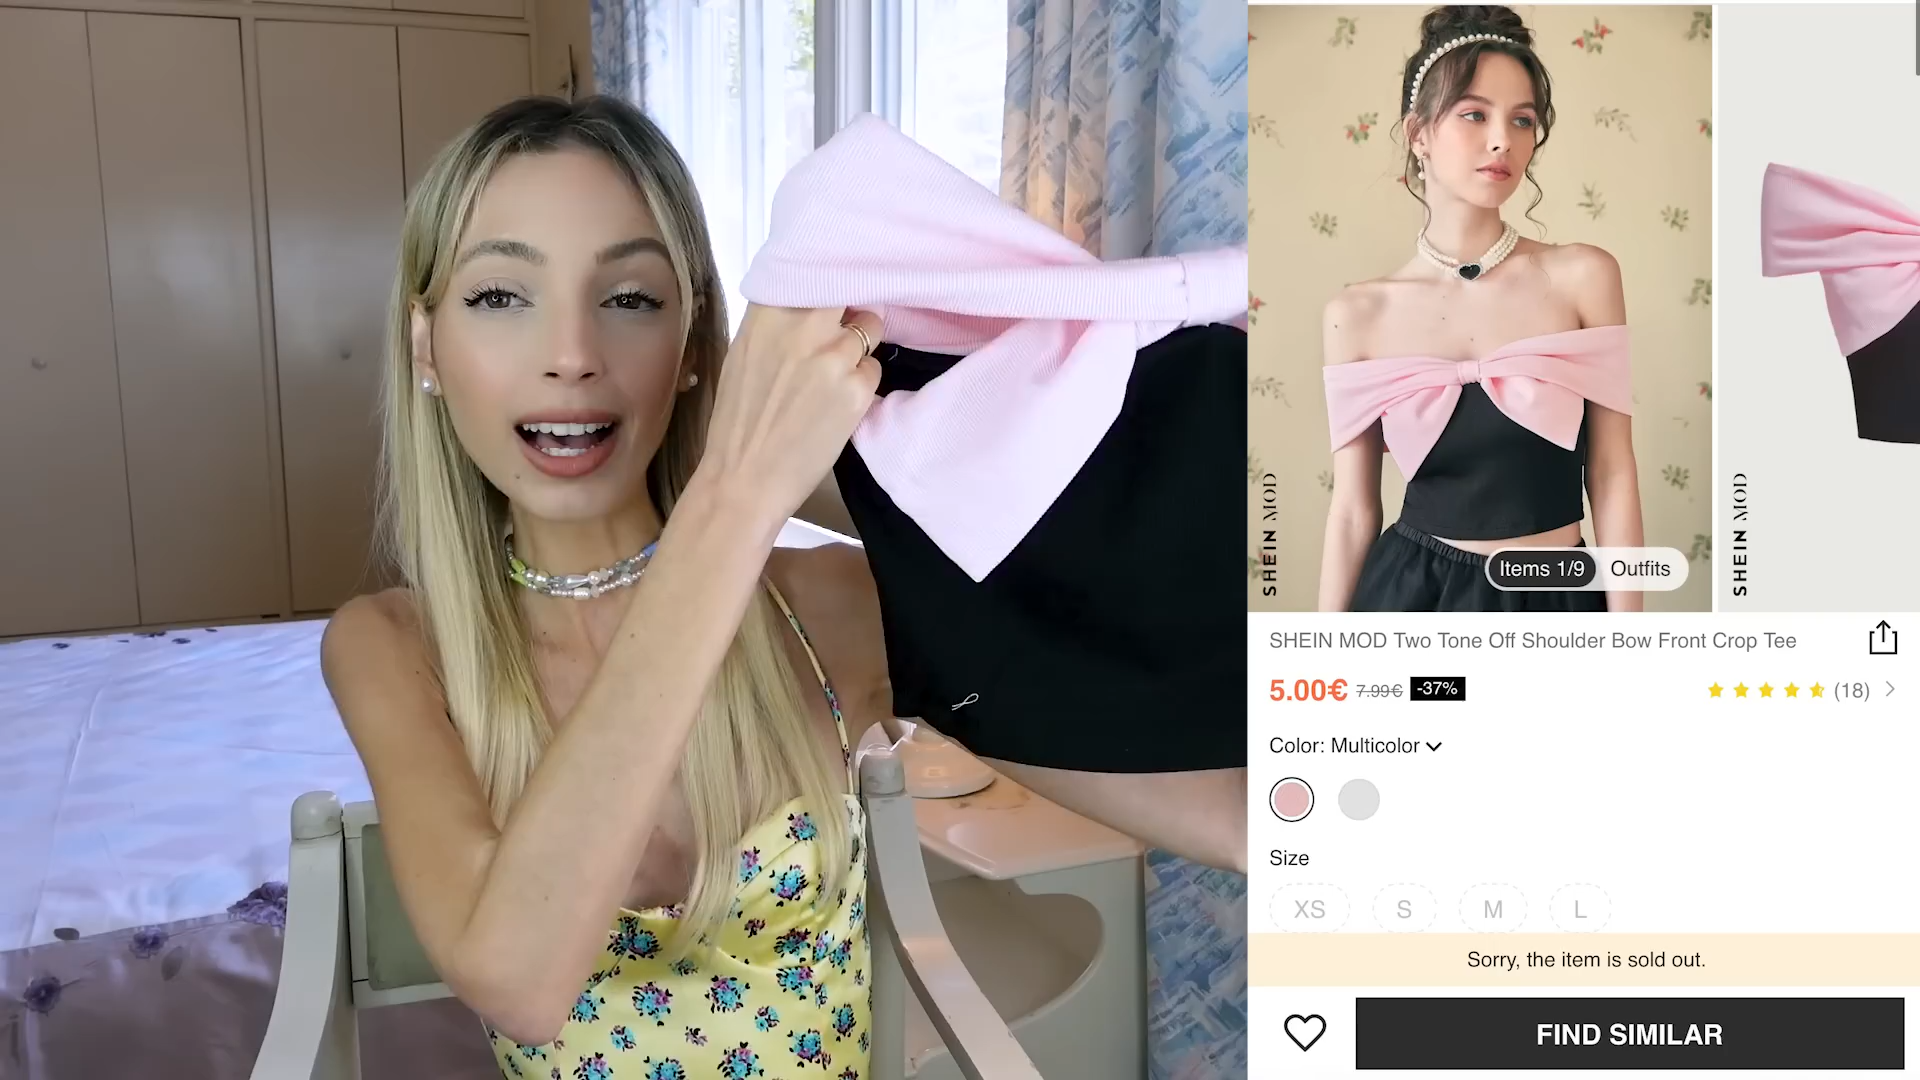 SHEIN MOD
SHEIN MOD
Items 1/9
Outfits
SHEIN MOD Two Tone Off Shoulder Bow Front Crop Tee
5.00€ 7.99€ -37%
(18)
Color: Multicolor
Size
XS S M L
Sorry, the item is sold out.
FIND SIMILAR